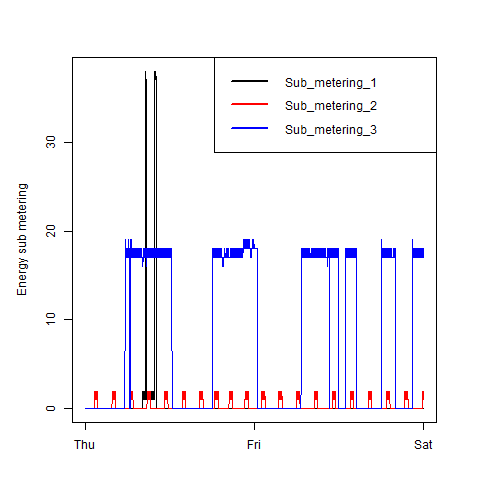 Sub_metering_1
Sub_metering_2
Sub_metering_3
Energy sub metering
30
20
10
0
Thu Fri Sat